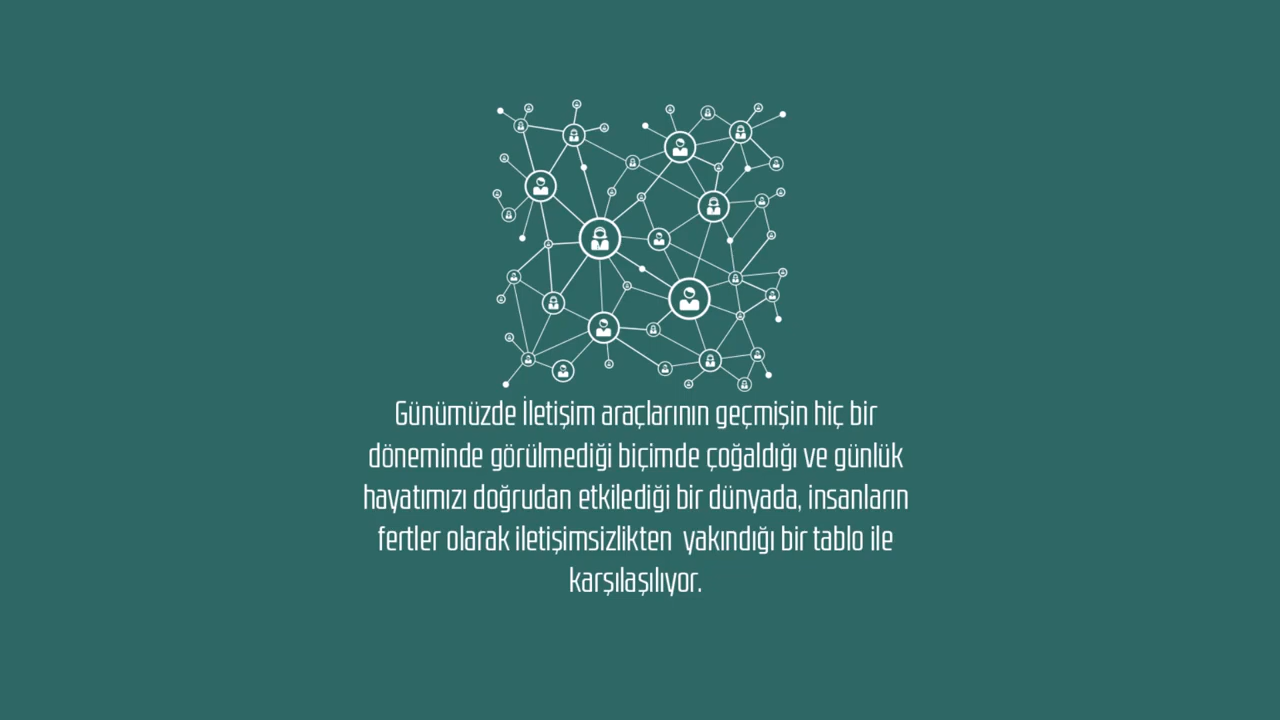 Günümüzde İletişim araçlarının geçmişin hiç bir
döneminde görülmediği biçimde çoğaldığı ve günlük
hayatımızı doğrudan etkilediği bir dünyada, insanların
fertler olarak iletişimsizlikten yakındığı bir tablo ile
karşılaşılıyor.